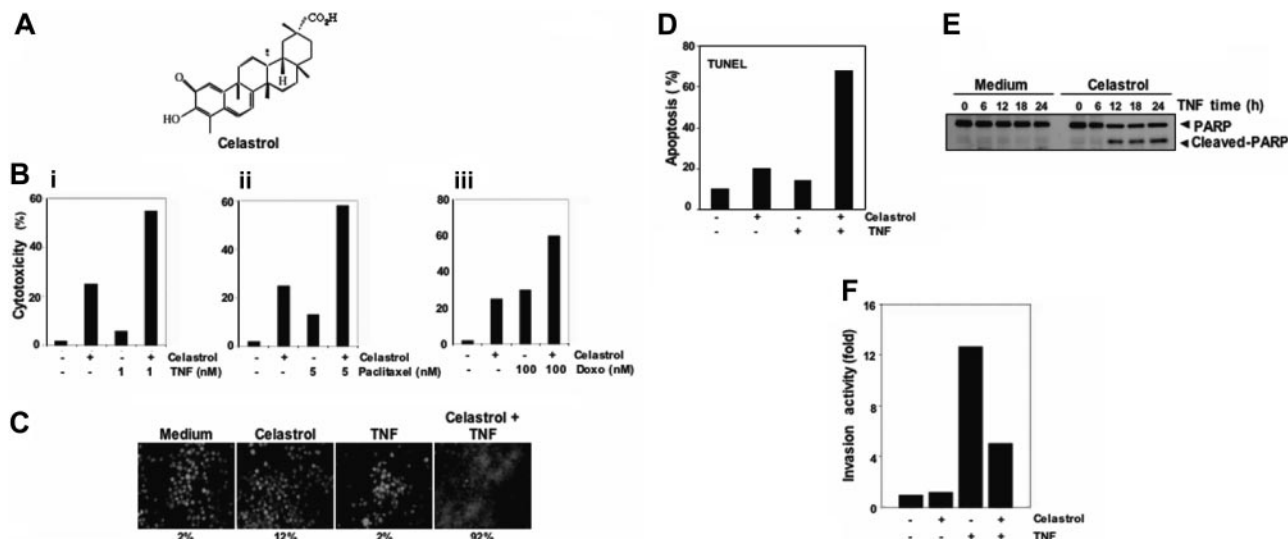 A
CO2H
H
O
HO
Celastrol
B
i
ii
iii
Cytotoxicity (%)
60
40
20
0
60
40
20
0
80
60
40
20
0
- + - + Celastrol
- - 1 1 TNF (nM)
- + - +
- - 5 5 Paclitaxel (nM)
- + - + Celastrol
- - 100 100 Doxo (nM)
C
Medium Celastrol TNF Celastrol + TNF
2% 12% 2% 92%
D
TUNEL
Apoptosis (%)
80
60
40
20
0
- + - + Celastrol
- - + + TNF
E
Medium Celastrol
0 6 12 18 24 0 6 12 18 24 TNF time (h)
PARP
Cleaved-PARP
F
Invasion activity (fold)
16
12
8
4
0
- + - + Celastrol
- - + + TNF